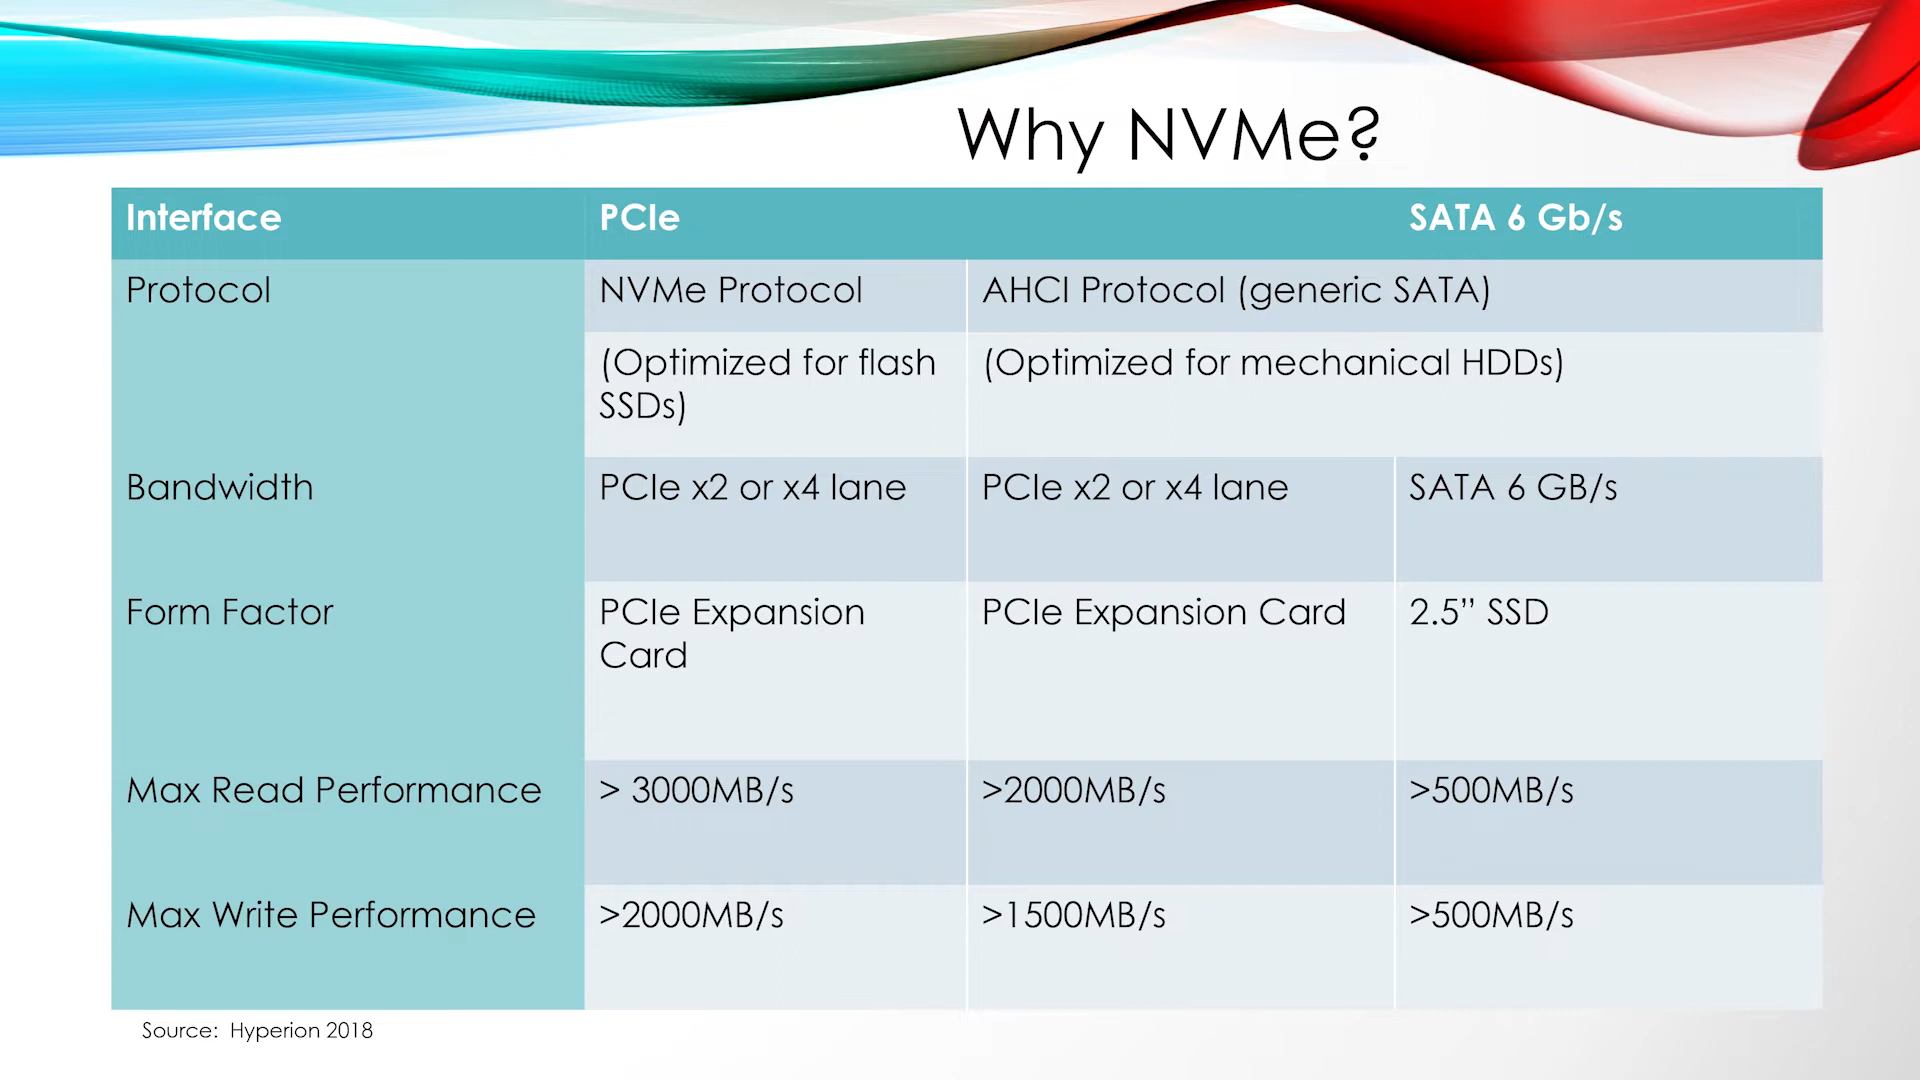 Why NVMe?
Interface PCIe SATA 6 Gb/s
Protocol NVMe Protocol AHCI Protocol (generic SATA)
(Optimized for flash SSDs) (Optimized for mechanical HDDs)
Bandwidth PCIe x2 or x4 lane PCIe x2 or x4 lane SATA 6 GB/s
Form Factor PCIe Expansion Card PCIe Expansion Card 2.5” SSD
Max Read Performance > 3000MB/s >2000MB/s >500MB/s
Max Write Performance >2000MB/s >1500MB/s >500MB/s
Source: Hyperion 2018